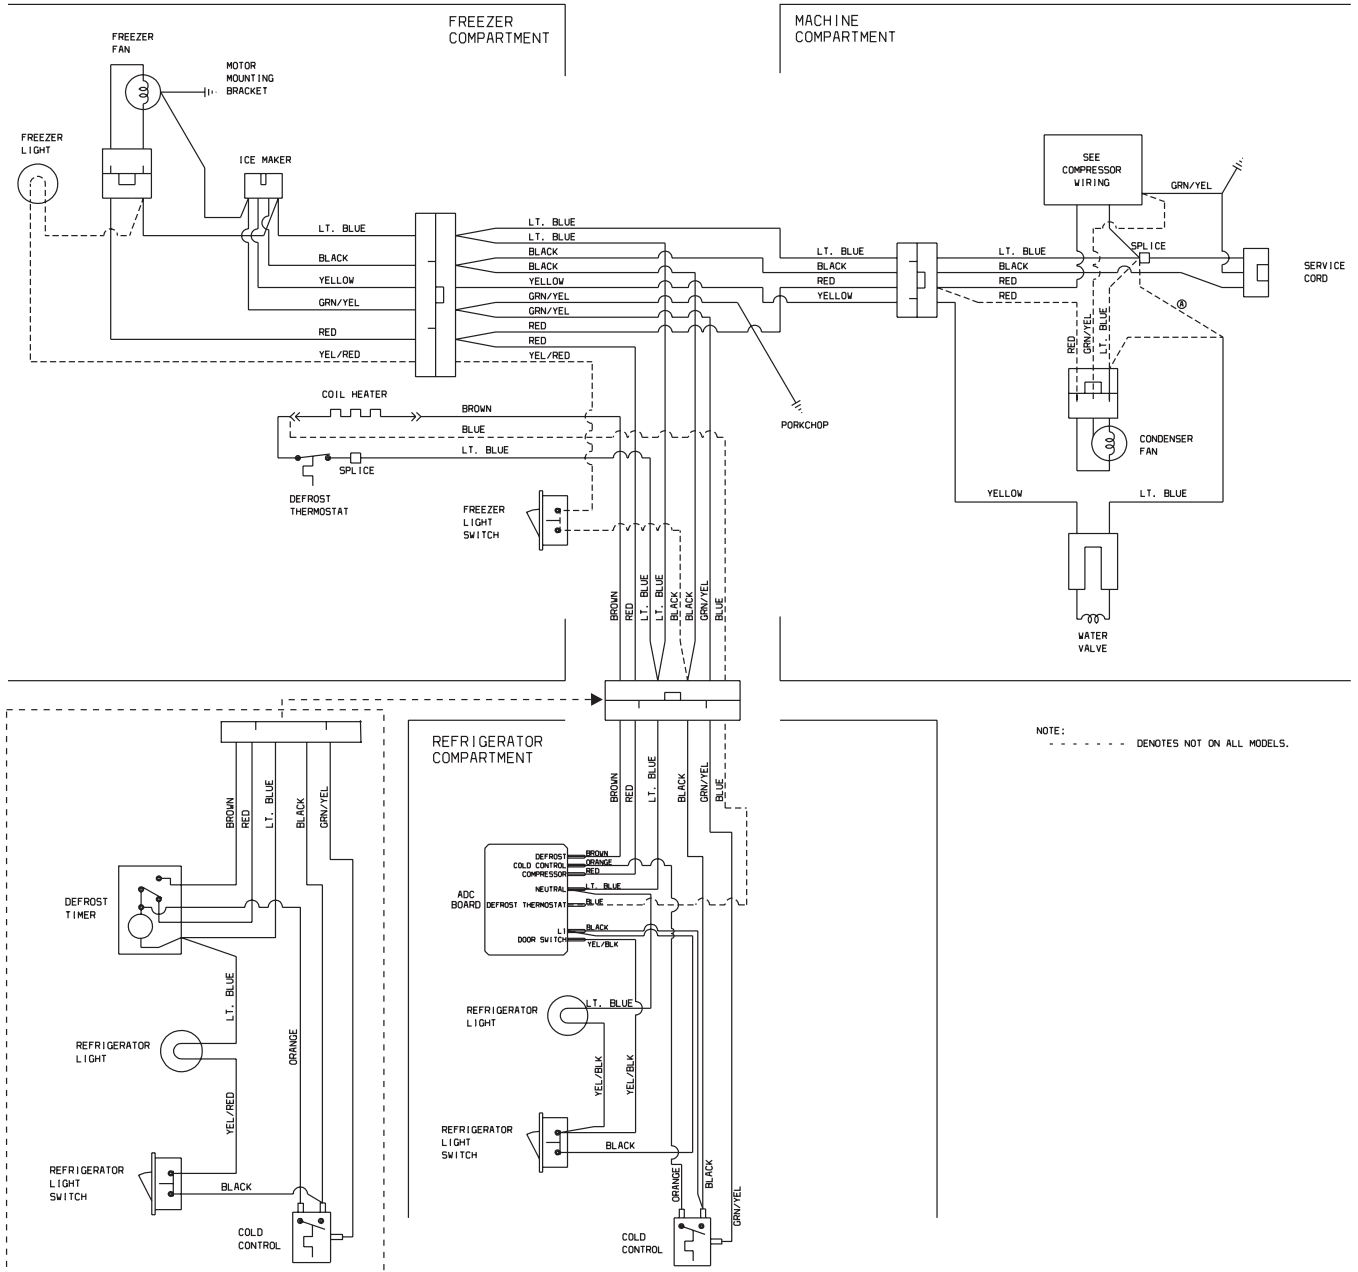 FREEZER
COMPARTMENT
MACHINE
COMPARTMENT
FREEZER
FAN
MOTOR
MOUNTING
BRACKET
FREEZER
LIGHT
ICE MAKER
SEE
COMPRESSOR
WIRING
GRN/YEL
LT. BLUE
BLACK
YELLOW
GRN/YEL
RED
YEL/RED
LT. BLUE
LT. BLUE
BLACK
BLACK
YELLOW
GRN/YEL
GRN/YEL
RED
RED
YEL/RED
LT. BLUE
BLACK
RED
YELLOW
LT. BLUE
BLACK
RED
SPLICE
SERVICE
CORD
A
RED
GRN/YEL
LT. BLUE
COIL HEATER
BROWN
BLUE
LT. BLUE
SPLICE
DEFROST
THERMOSTAT
PORKCHOP
CONDENSER
FAN
FREEZER
LIGHT
SWITCH
YELLOW
LT. BLUE
WATER
VALVE
BROWN
RED
LT. BLUE
LT. BLUE
BLACK
BLACK
GRN/YEL
BLUE
REFRIGERATOR
COMPARTMENT
NOTE:
- - - - - - - DENOTES NOT ON ALL MODELS.
BROWN
RED
LT. BLUE
BLACK
GRN/YEL
BROWN
RED
LT. BLUE
BLACK
GRN/YEL
BLUE
DEFROST
TIMER
ADC
BOARD
DEFROST
COLD CONTROL
COMPRESSOR
NEUTRAL
DEFROST THERMOSTAT
L1
DOOR SWITCH
BROWN
ORANGE
RED
LT. BLUE
BLUE
BLACK
YEL/BLK
LT. BLUE
ORANGE
REFRIGERATOR
LIGHT
YEL/RED
REFRIGERATOR
LIGHT
SWITCH
BLACK
COLD
CONTROL
REFRIGERATOR
LIGHT
LT. BLUE
YEL/BLK
YEL/BLK
REFRIGERATOR
LIGHT
SWITCH
BLACK
ORANGE
BLACK
GRN/YEL
COLD
CONTROL